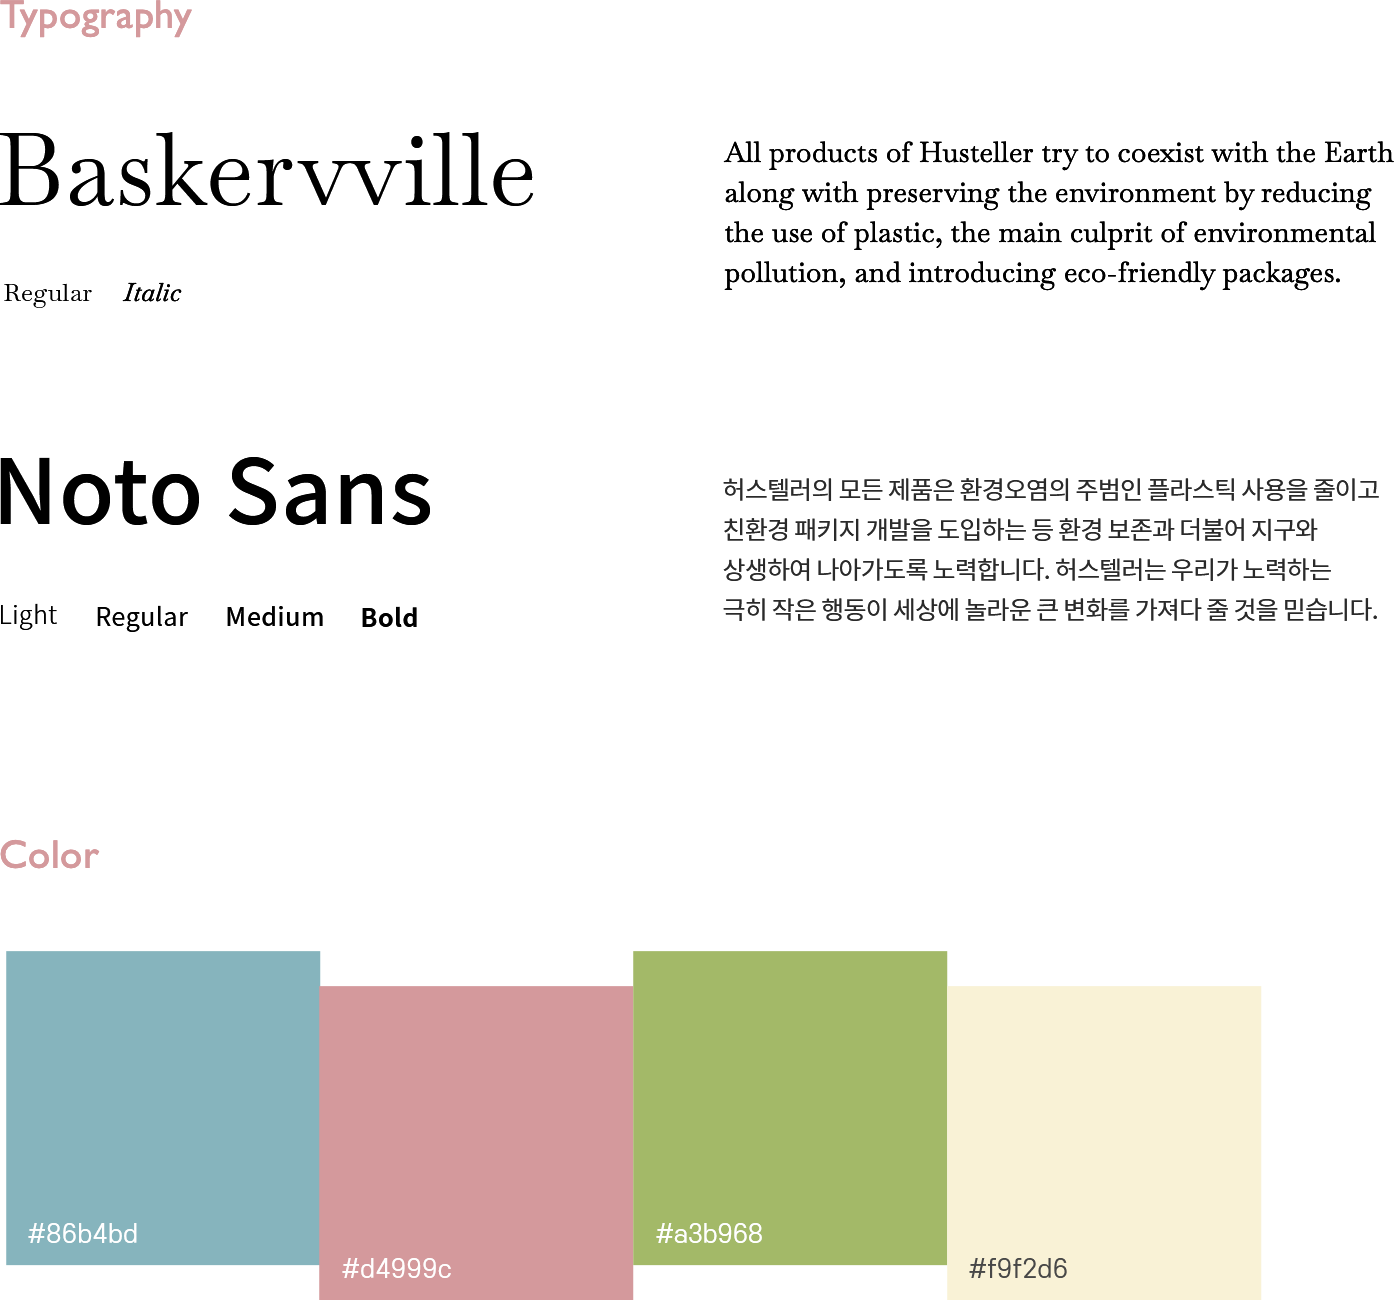 Typography
Baskervville
All products of Husteller try to coexist with the Earth
along with preserving the environment by reducing
the use of plastic, the main culprit of environmental
pollution, and introducing eco-friendly packages.
Regular Italic
Noto Sans
허스텔러의 모든 제품은 환경오염의 주범인 플라스틱 사용을 줄이고
친환경 패키지 개발을 도입하는 등 환경 보존과 더불어 지구와
상생하여 나아가도록 노력합니다. 허스텔러는 우리가 노력하는
극히 작은 행동이 세상에 놀라운 큰 변화를 가져다 줄 것을 믿습니다.
Light Regular Medium Bold
Color
#86b4bd
#d4999c
#a3b968
#f9f2d6